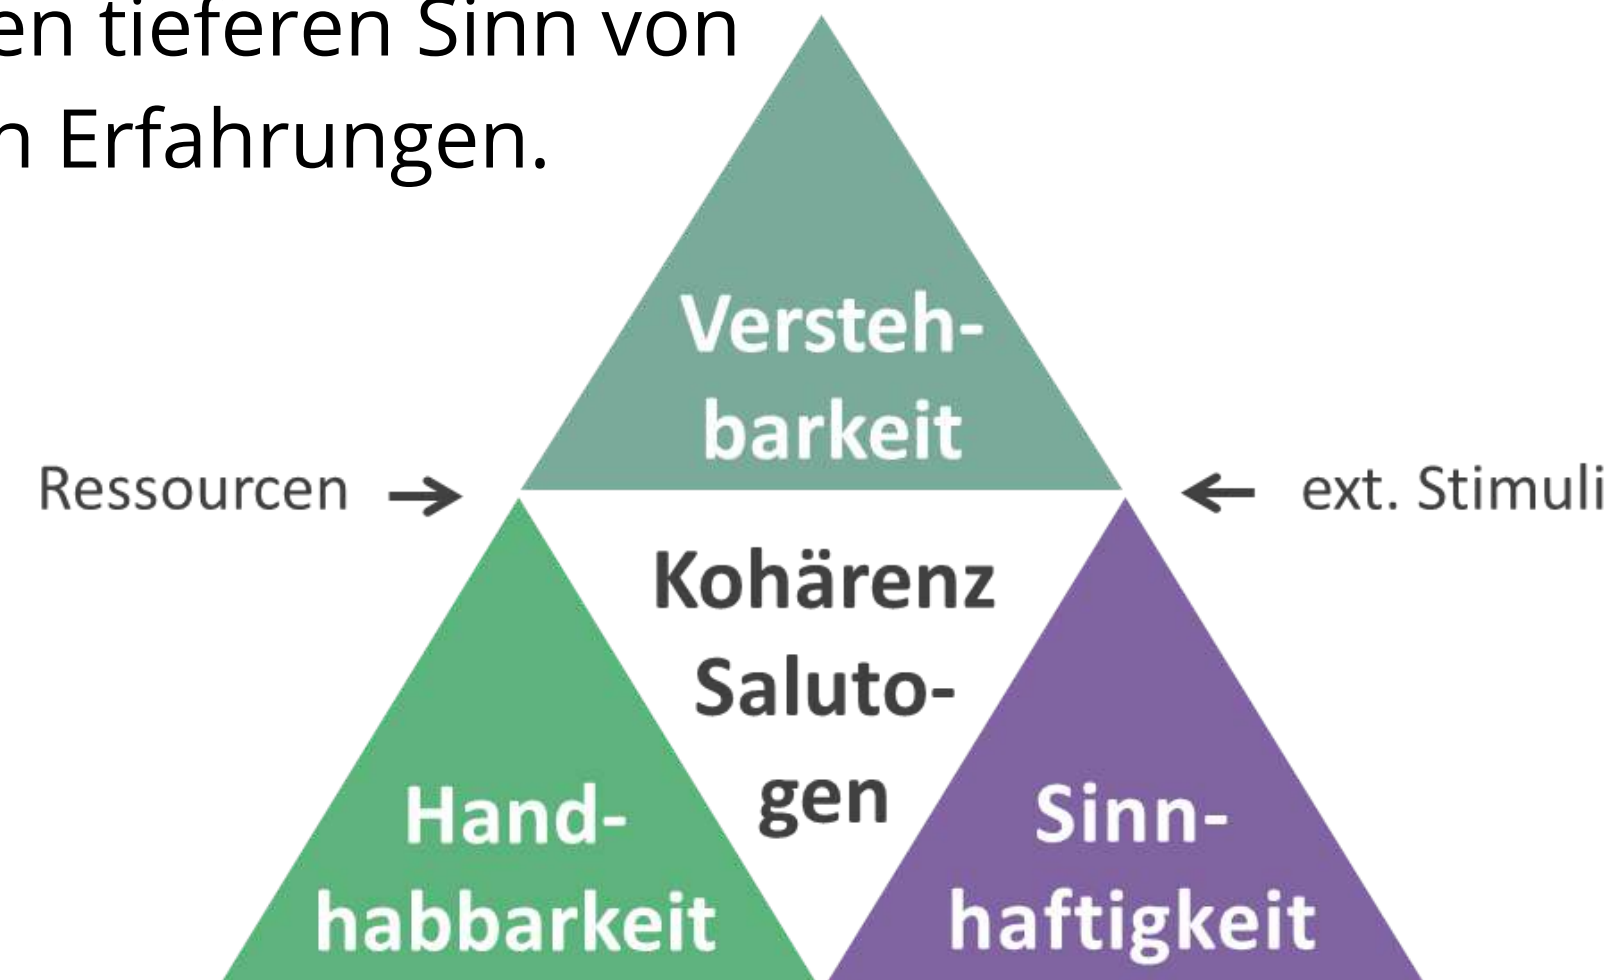 en tieferen Sinn von
n Erfahrungen.
Versteh-
barkeit
Ressourcen
ext. Stimuli
Kohärenz
Saluto-
gen
Hand-
habbarkeit
Sinn-
haftigkeit